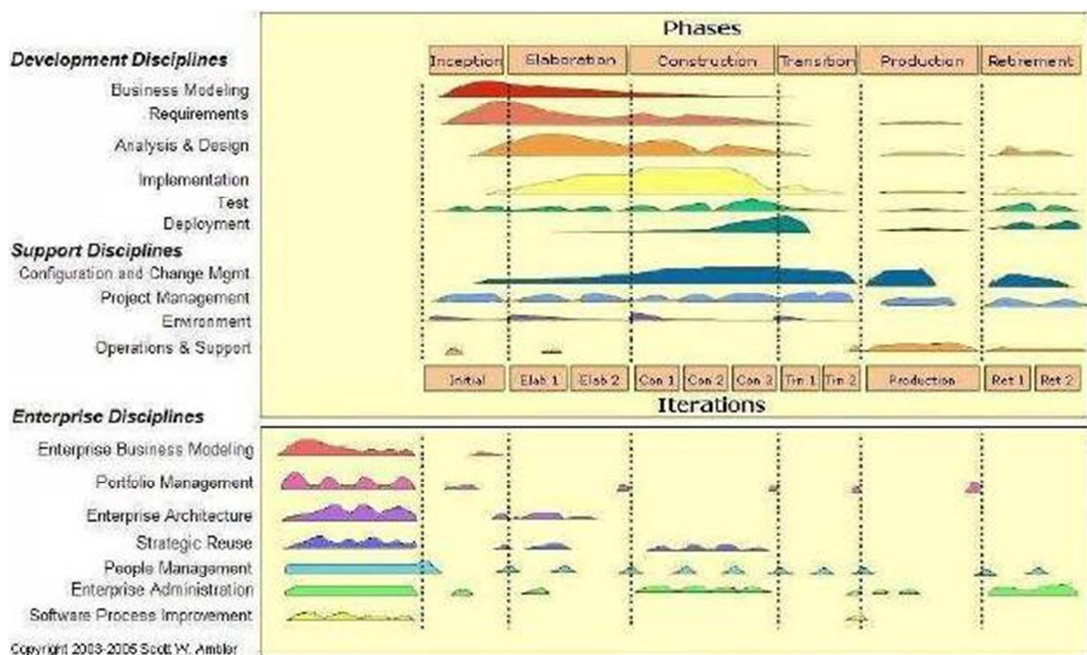 Phases
Development Disciplines
Inception Elaboration Construction Transition Production Retirement
Business Modeling
Requirements
Analysis & Design
Implementation
Test
Deployment
Support Disciplines
Configuration and Change Mgmt
Project Management
Environment
Operations & Support
Initial Elab 1 Elab 2 Con 1 Con 2 Con 3 Trn 1 Trn 2 Production Ret 1 Ret 2
Iterations
Enterprise Disciplines
Enterprise Business Modeling
Portfolio Management
Enterprise Architecture
Strategic Reuse
People Management
Enterprise Administration
Software Process Improvement
Copyright 2003-2005 Scott W. Ambler